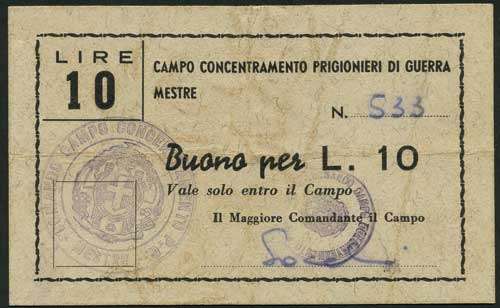 LIRE
10
CAMPO CONCENTRAMENTO PRIGIONIERI DI GUERRA
MESTRE
N. 533
Buono per L. 10
Vale solo entro il Campo
Il Maggiore Comandante il Campo